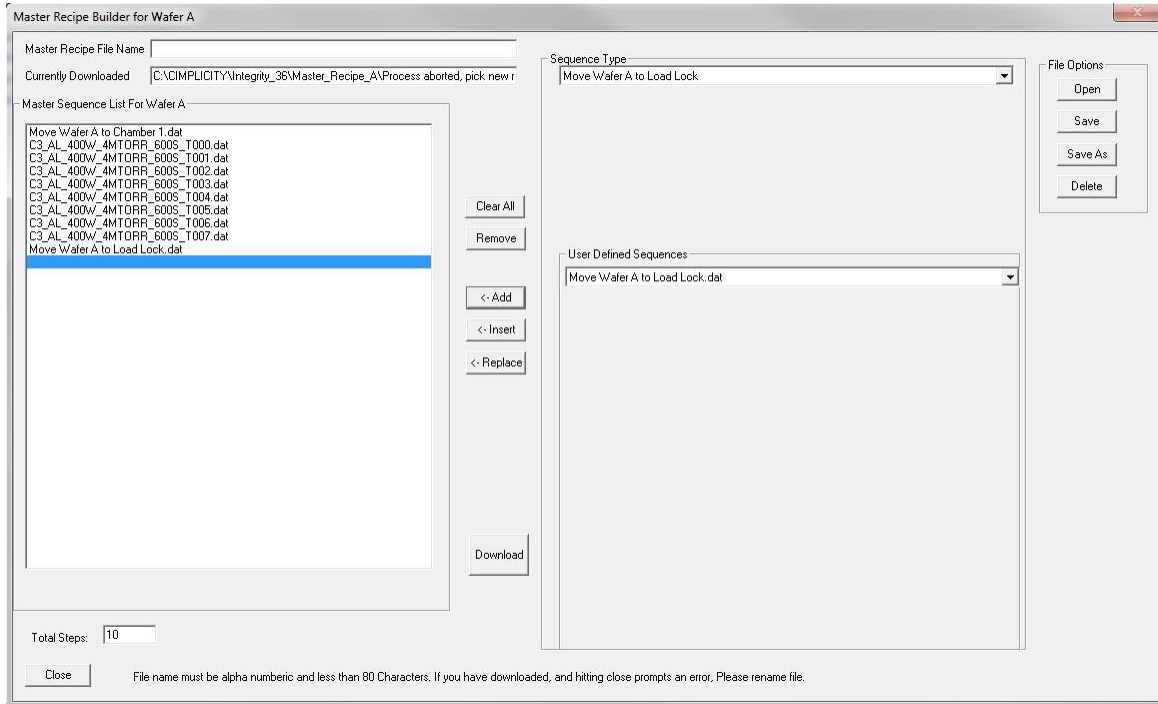 Master Recipe Builder for Wafer A
Master Recipe File Name
Currently Downloaded C:\CIMPLICITY\Integrity_36\Master_Recipe_A\Process aborted, pick new r
Master Sequence List For Wafer A
Move Wafer A to Chamber 1.dat
C3_AL_400W_4MTORR_600S_T000.dat
C3_AL_400W_4MTORR_600S_T001.dat
C3_AL_400W_4MTORR_600S_T002.dat
C3_AL_400W_4MTORR_600S_T003.dat
C3_AL_400W_4MTORR_600S_T004.dat
C3_AL_400W_4MTORR_600S_T005.dat
C3_AL_400W_4MTORR_600S_T006.dat
C3_AL_400W_4MTORR_600S_T007.dat
Move Wafer A to Load Lock.dat
Clear All
Remove
<- Add
<- Insert
<- Replace
Download
Sequence Type
Move Wafer A to Load Lock
User Defined Sequences
Move Wafer A to Load Lock.dat
File Options
Open
Save
Save As
Delete
Total Steps: 10
Close
File name must be alpha numberic and less than 80 Characters. If you have downloaded, and hitting close prompts an error, Please rename file.